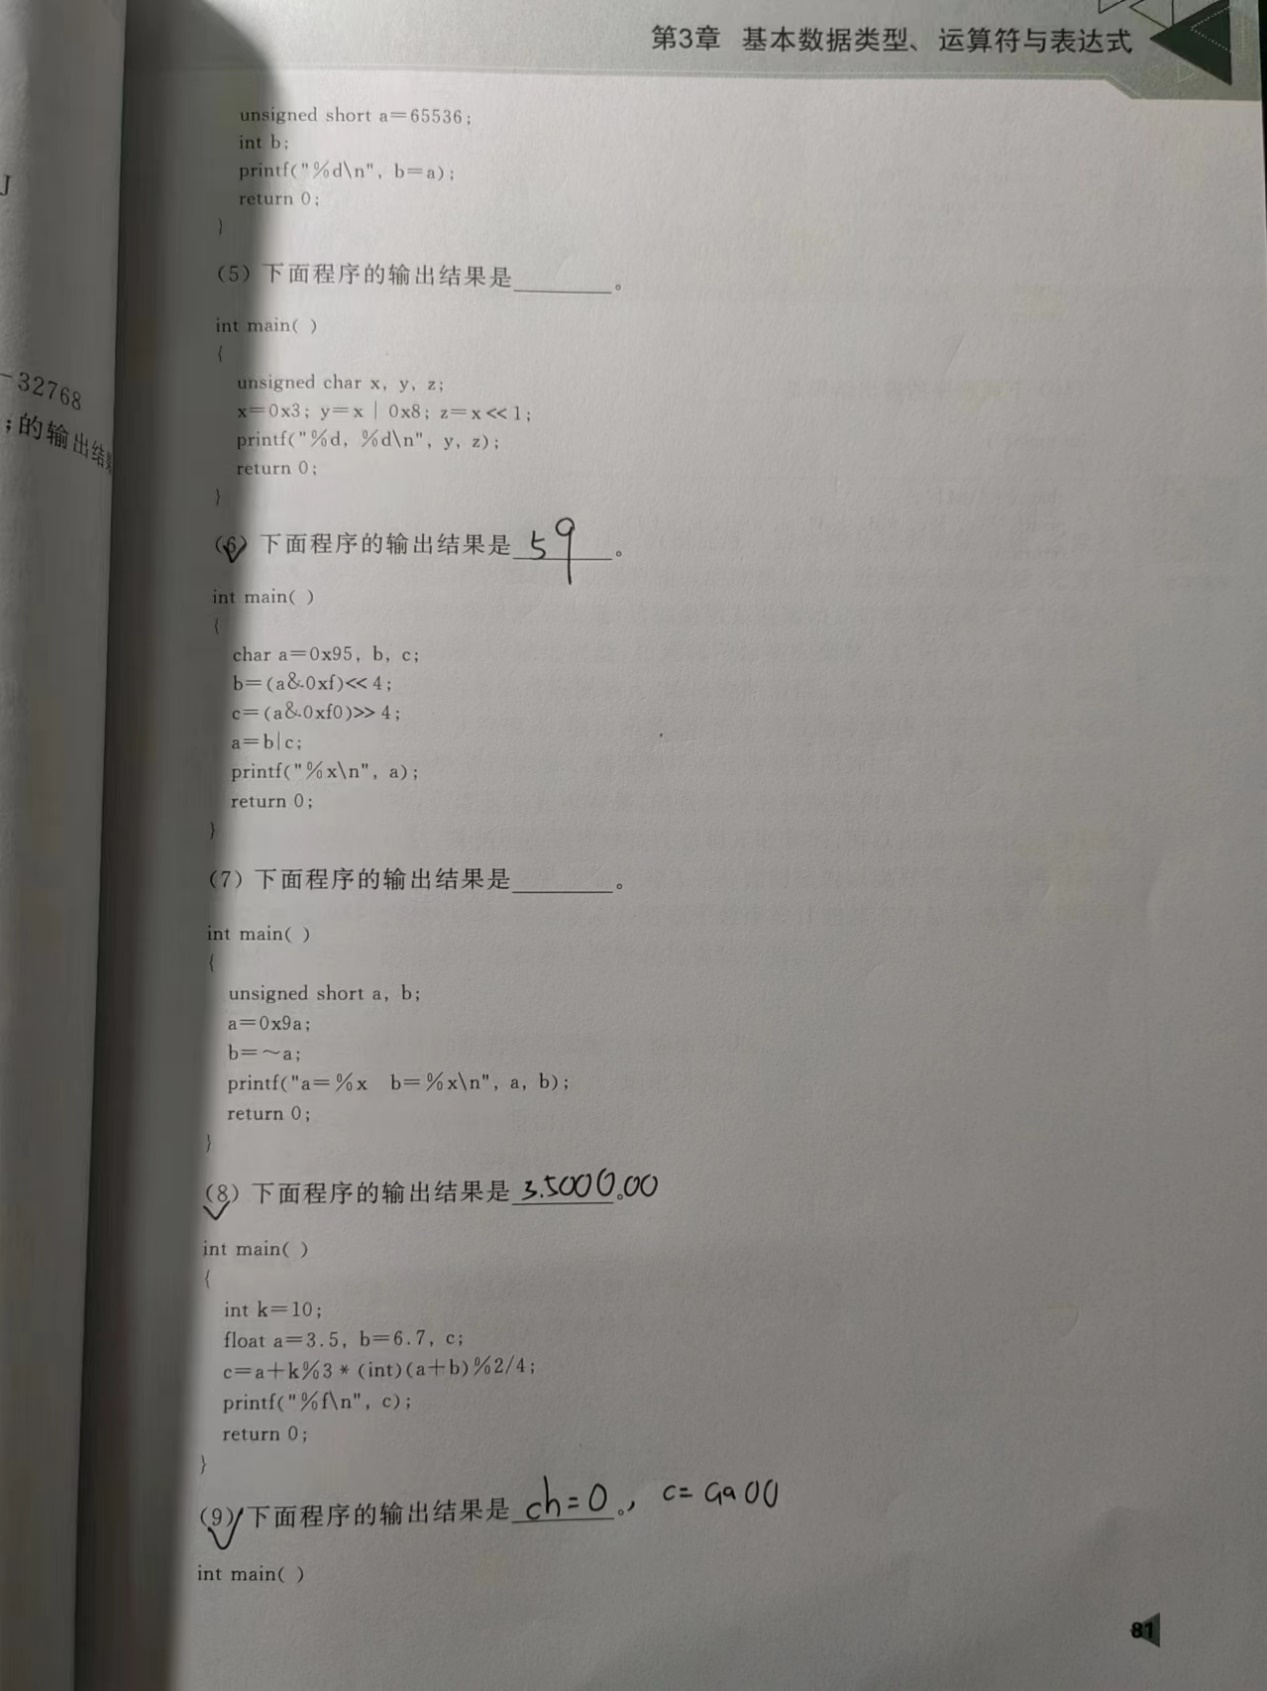 第3章 基本数据类型、运算符与表达式
unsigned short a=65536;
int b;
printf("%d\n", b=a);
return 0;
}
(5) 下面程序的输出结果是________。
int main( )
{
unsigned char x, y, z;
x=0x3; y=x | 0x8; z=x<<1;
printf("%d, %d\n", y, z);
return 0;
}
(6) 下面程序的输出结果是 59 。
int main( )
{
char a=0x95, b, c;
b=(a&0xf)<<4;
c=(a&0xf0)>>4;
a=b|c;
printf("%x\n", a);
return 0;
}
(7) 下面程序的输出结果是________。
int main( )
{
unsigned short a, b;
a=0x9a;
b=~a;
printf("a=%x  b=%x\n", a, b);
return 0;
}
(8) 下面程序的输出结果是 3.500000 。
int main( )
{
int k=10;
float a=3.5, b=6.7, c;
c=a+k%3*(int)(a+b)%2/4;
printf("%f\n", c);
return 0;
}
(9) 下面程序的输出结果是 ch=0 。, c=
int main( )
81
-32768
;的输出结